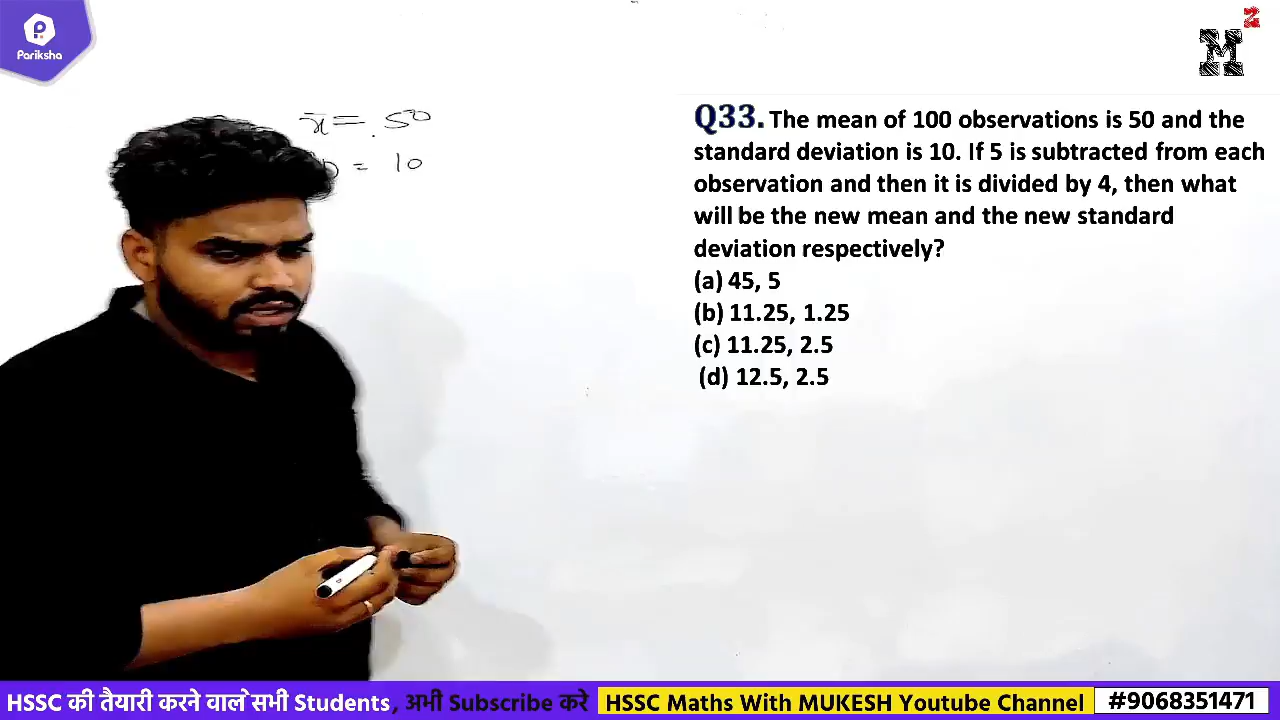 Pariksha
M 2
x̄ = 50
= 10
Q33. The mean of 100 observations is 50 and the
standard deviation is 10. If 5 is subtracted from each
observation and then it is divided by 4, then what
will be the new mean and the new standard
deviation respectively?
(a) 45, 5
(b) 11.25, 1.25
(c) 11.25, 2.5
(d) 12.5, 2.5
HSSC की तैयारी करने वाले सभी Students, अभी Subscribe करे HSSC Maths With MUKESH Youtube Channel #9068351471